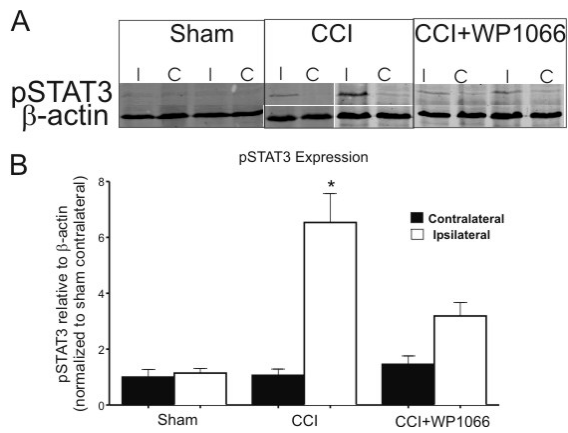 A
Sham CCI CCI+WP1066
I C I C I C I C I C I C
pSTAT3
β-actin
B
pSTAT3 Expression
pSTAT3 relative to β-actin
(normalized to sham contralateral)
8
6
4
2
0
*
Contralateral
Ipsilateral
Sham CCI CCI+WP1066